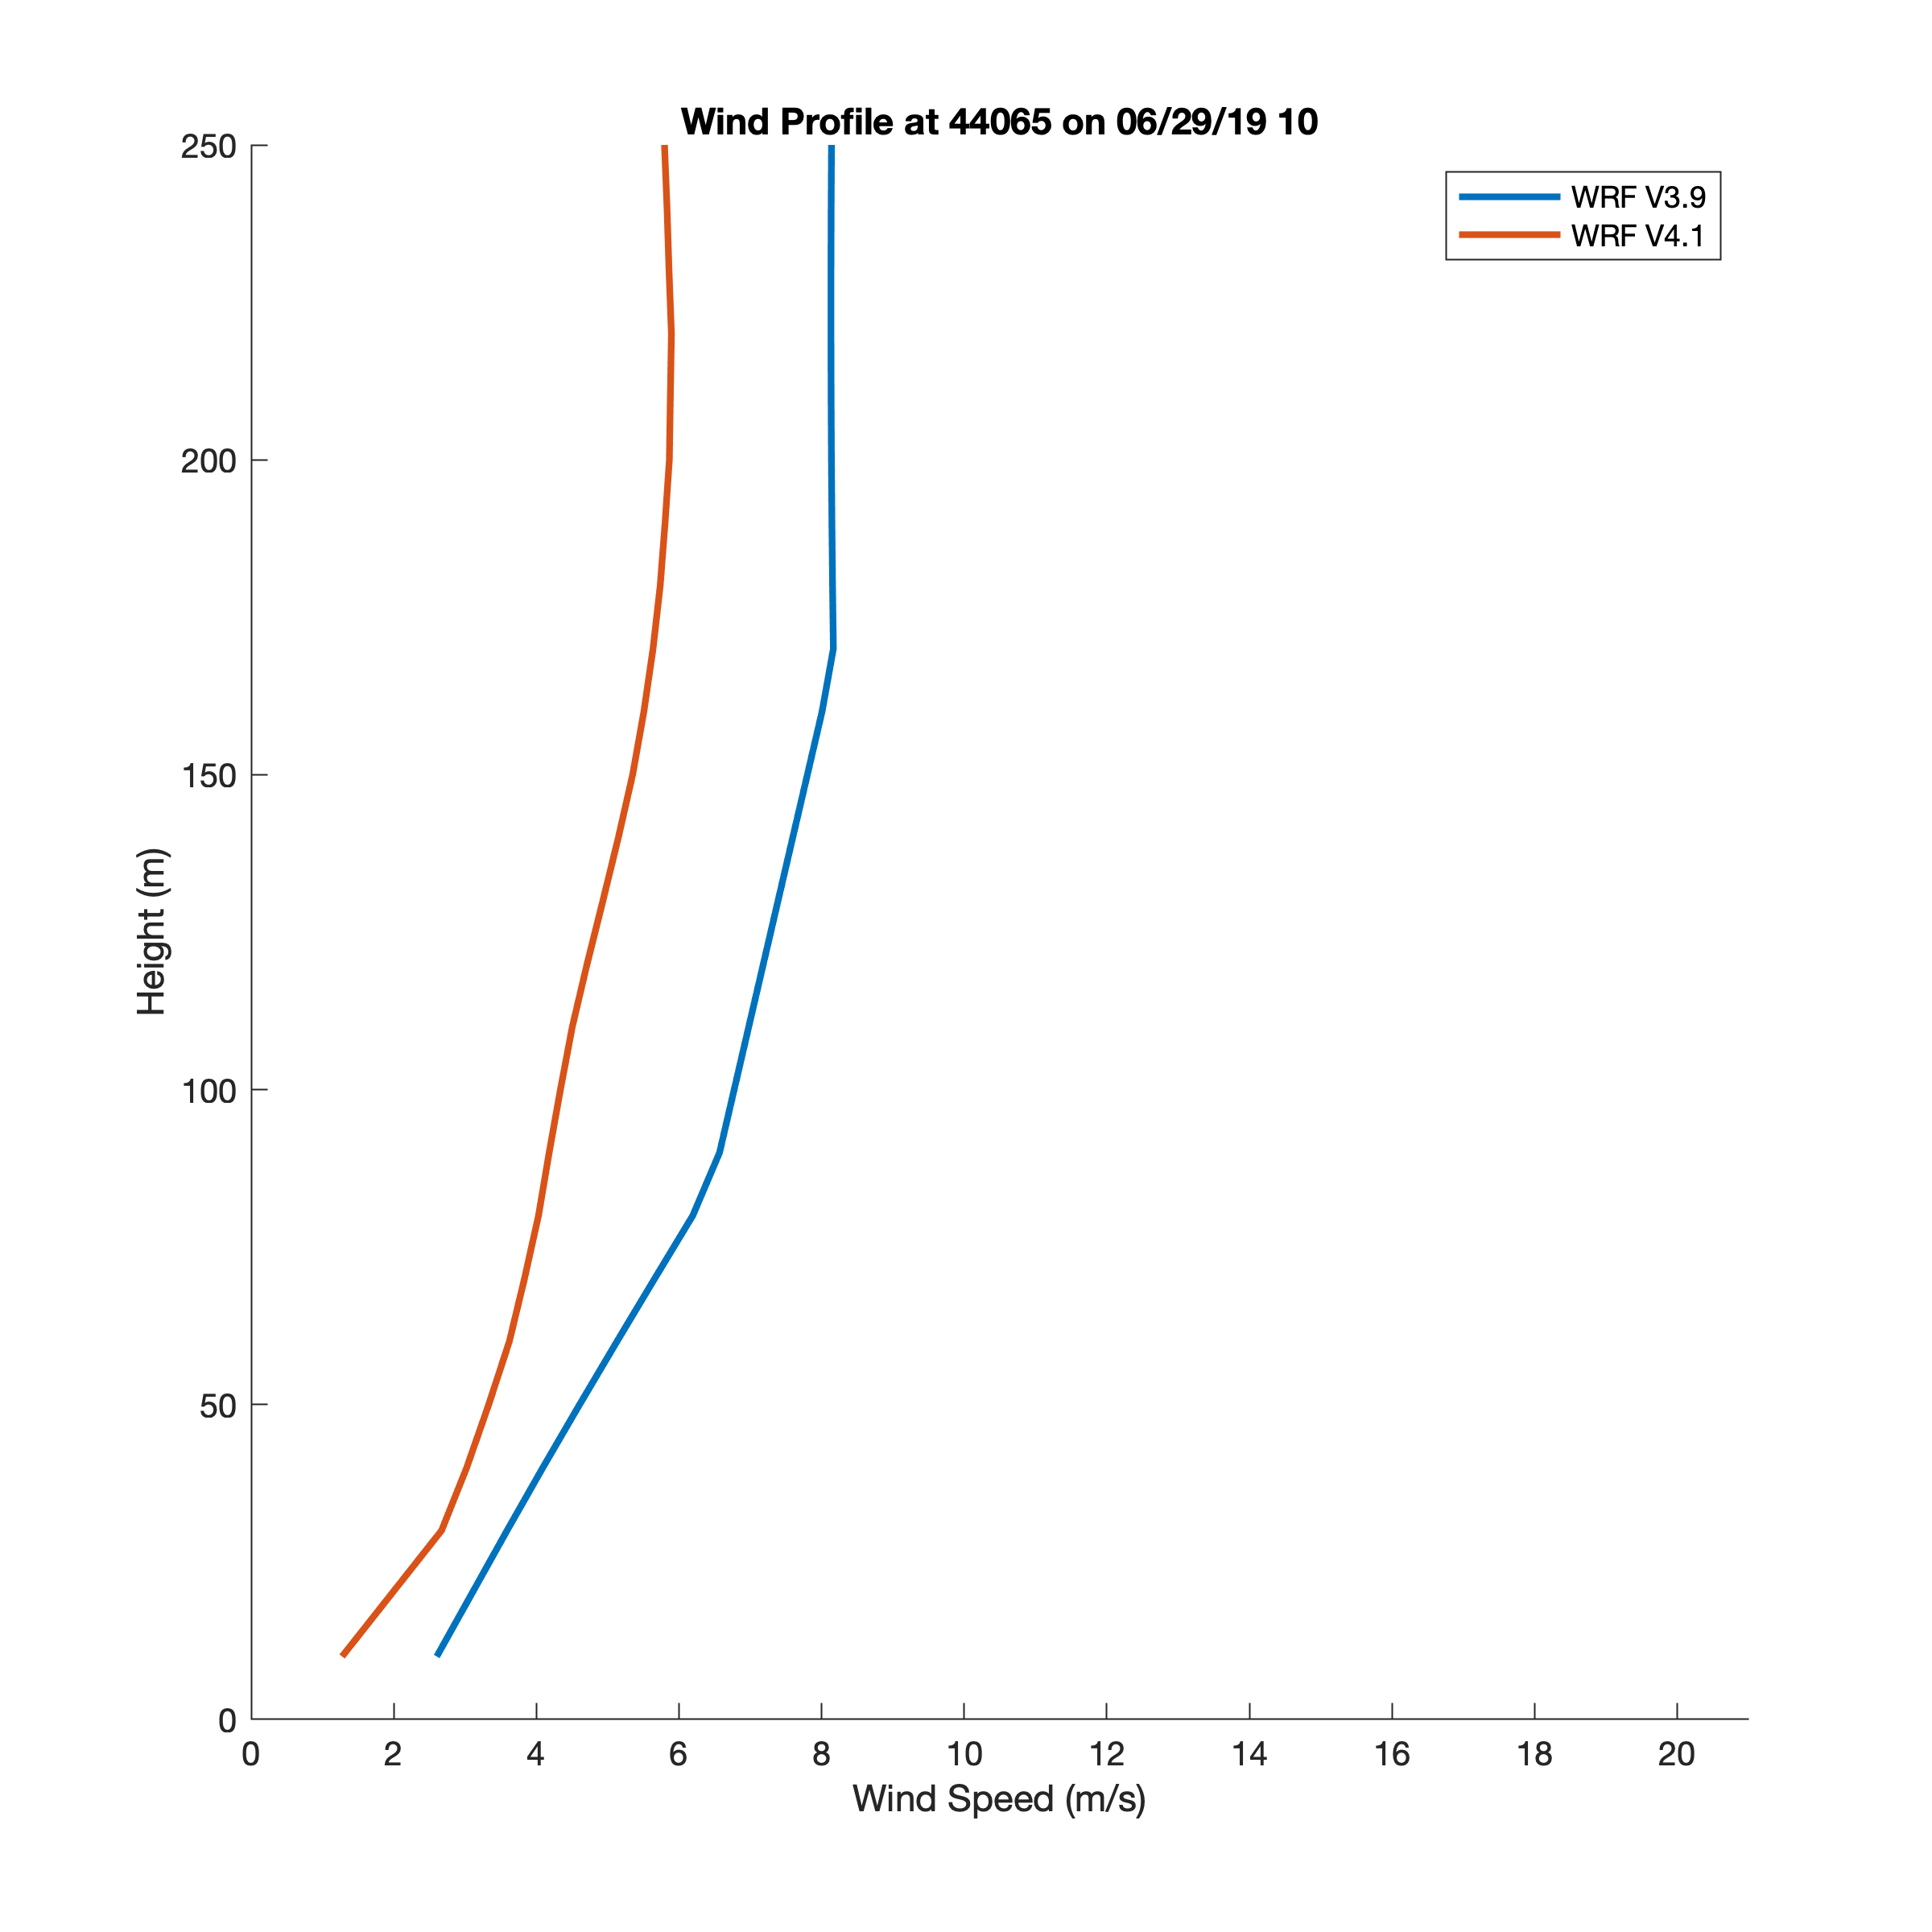 Wind Profile at 44065 on 06/29/19 10
WRF V3.9
WRF V4.1
250
200
150
100
50
0
Height (m)
0 2 4 6 8 10 12 14 16 18 20
Wind Speed (m/s)